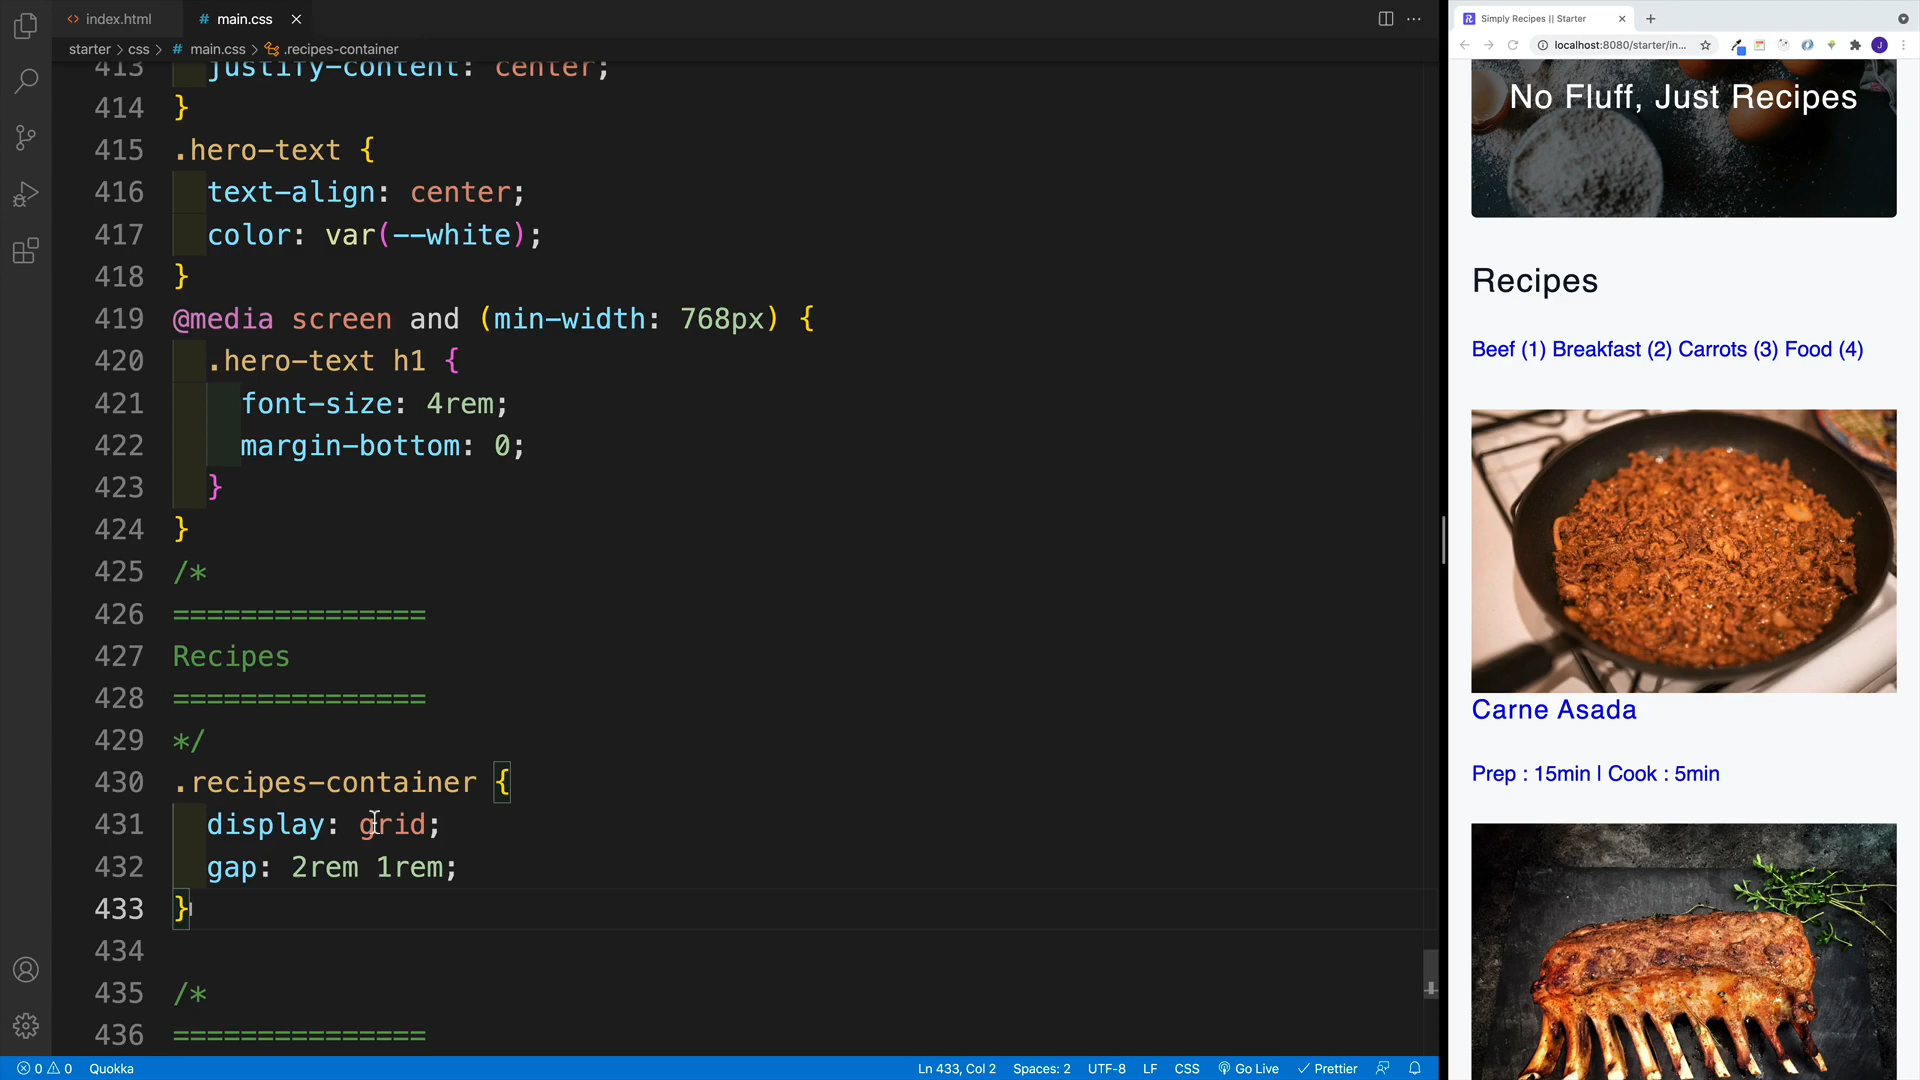 index.html
# main.css
starter > css > # main.css > .recipes-container
413 justify-content: center;
414 }
415 .hero-text {
416 text-align: center;
417 color: var(--white);
418 }
419 @media screen and (min-width: 768px) {
420 .hero-text h1 {
421 font-size: 4rem;
422 margin-bottom: 0;
423 }
424 }
425 /*
426 ===============
427 Recipes
428 ===============
429 */
430 .recipes-container {
431 display: grid;
432 gap: 2rem 1rem;
433 }
434
435 /*
436 ===============
0 0 Quokka Ln 433, Col 2 Spaces: 2 UTF-8 LF CSS Go Live Prettier
Simply Recipes || Starter
localhost:8080/starter/in...
J
No Fluff, Just Recipes
Recipes
Beef (1) Breakfast (2) Carrots (3) Food (4)
Carne Asada
Prep : 15min | Cook : 5min